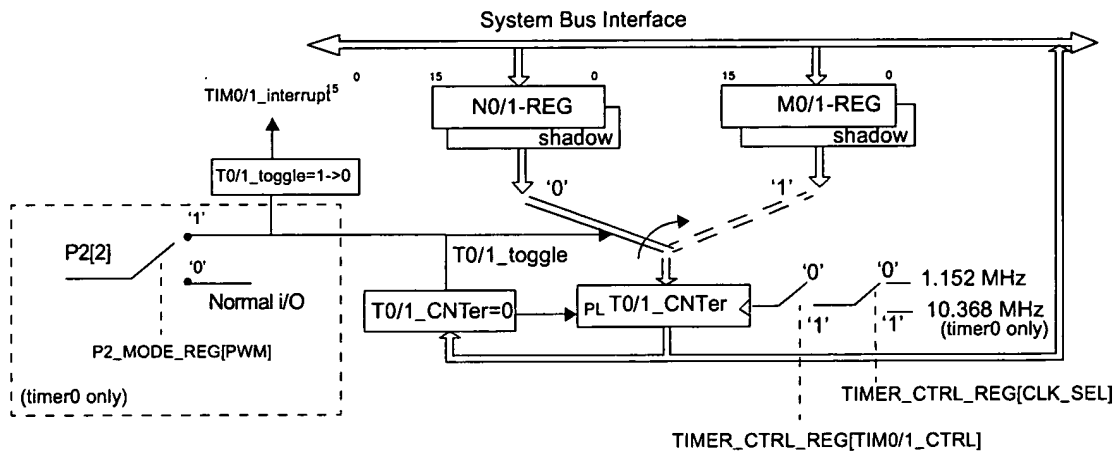 System Bus Interface
0
15
0
15
0
TIM0/1_interrupt
15
N0/1-REG
M0/1-REG
shadow
shadow
T0/1_toggle=1->0
'0'
'1'
'1'
P2[2]
T0/1_toggle
'0'
Normal i/O
'0'
'0'
1.152 MHz
T0/1_CNTer=0
PL T0/1_CNTer
'1'
'1'
10.368 MHz
(timer0 only)
P2_MODE_REG[PWM]
(timer0 only)
TIMER_CTRL_REG[CLK_SEL]
TIMER_CTRL_REG[TIM0/1_CTRL]